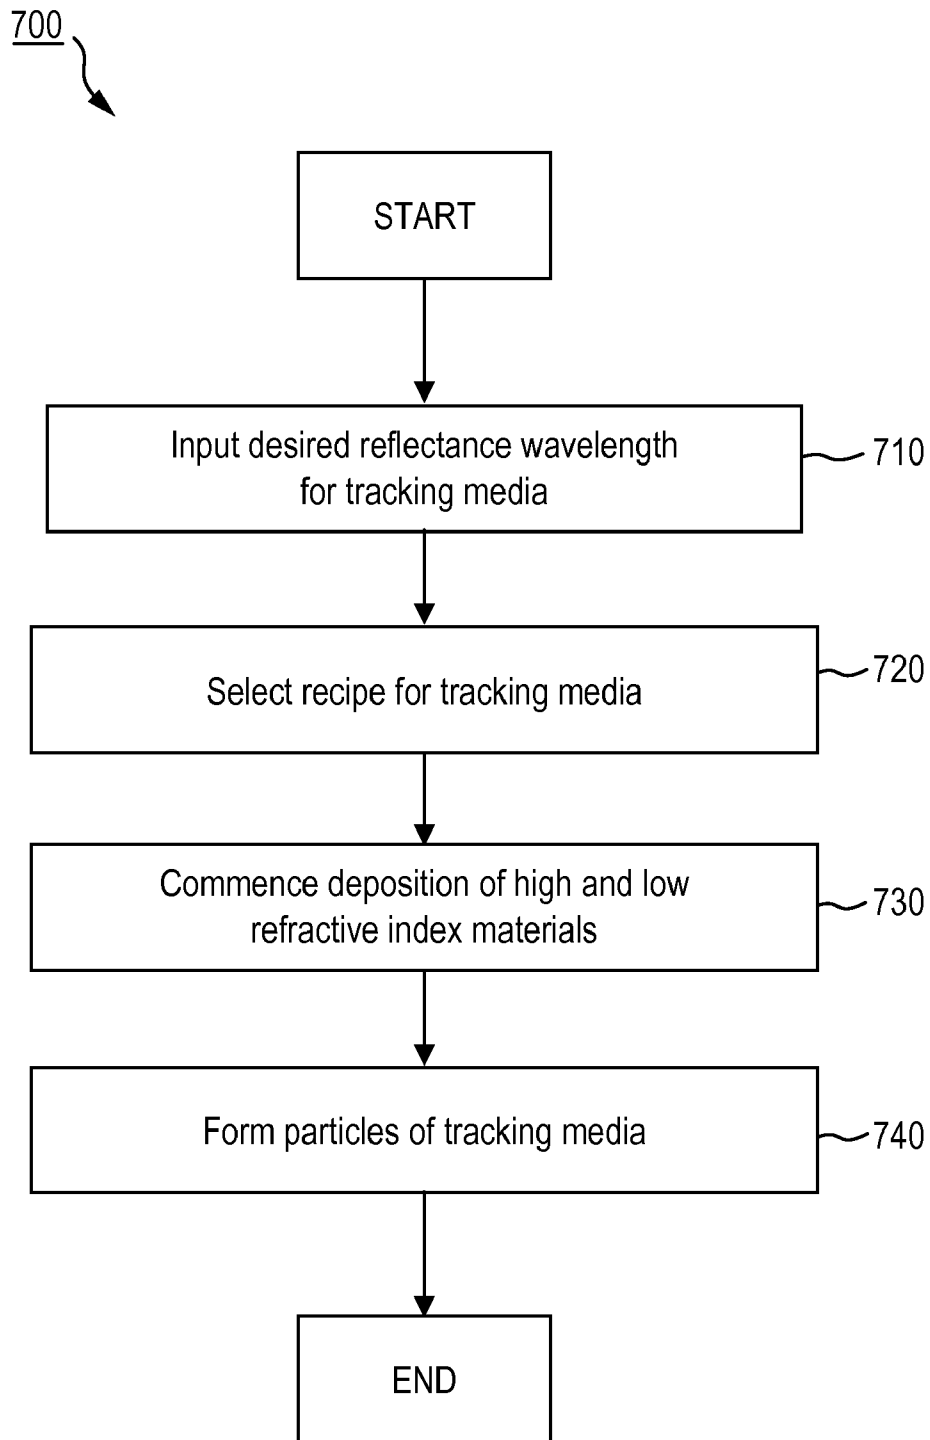 700
START
Input desired reflectance wavelength
for tracking media
710
Select recipe for tracking media
720
Commence deposition of high and low
refractive index materials
730
Form particles of tracking media
740
END